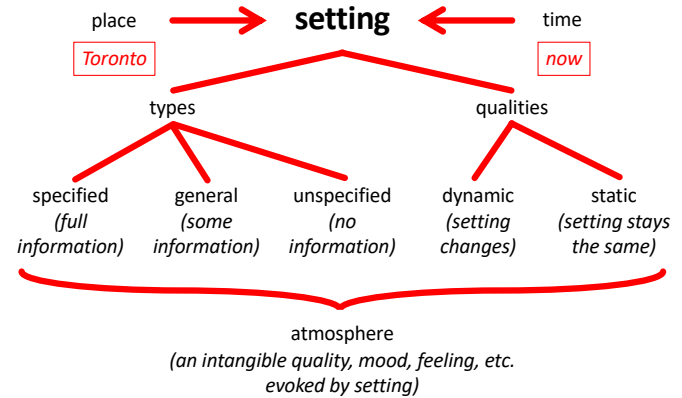 place setting time
Toronto now
types qualities
specified general unspecified dynamic static
(full (some (no (setting (setting stays
information) information) information) changes) the same)
atmosphere
(an intangible quality, mood, feeling, etc.
evoked by setting)